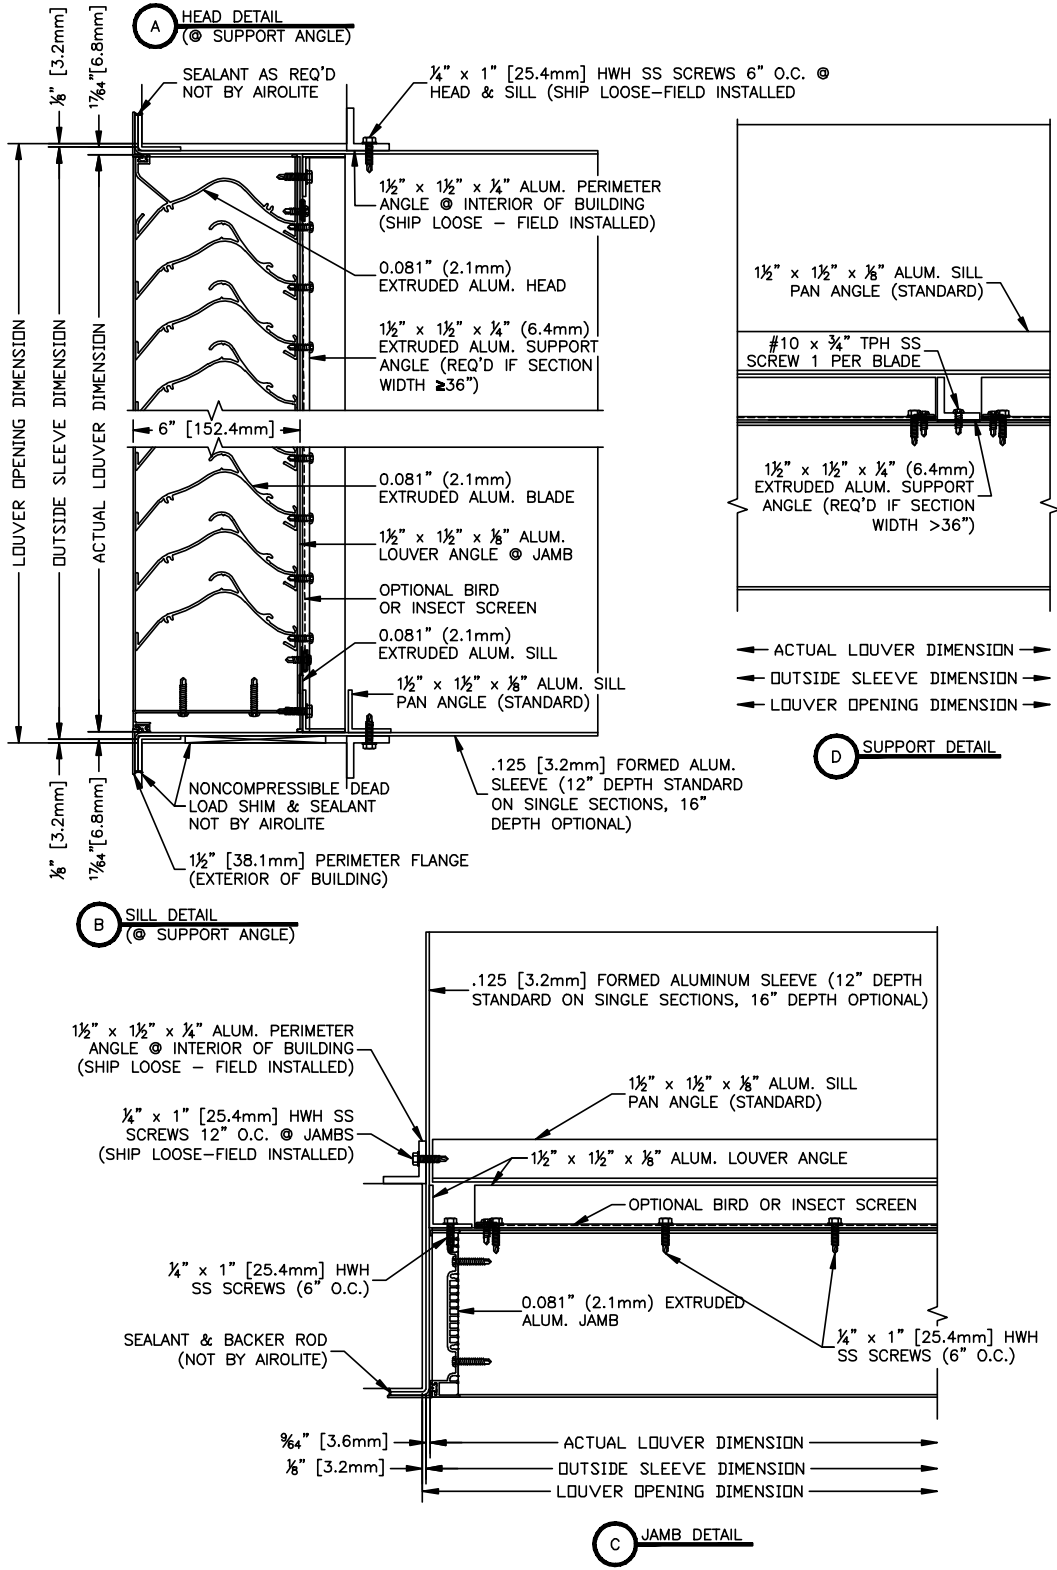 A
HEAD DETAIL
(@ SUPPORT ANGLE)
⅛" [3.2mm]
17/64"[6.8mm]
SEALANT AS REQ'D
NOT BY AIROLITE
¼" x 1" [25.4mm] HWH SS SCREWS 6" O.C. @
HEAD & SILL (SHIP LOOSE-FIELD INSTALLED
1½" x 1½" x ¼" ALUM. PERIMETER
ANGLE @ INTERIOR OF BUILDING
(SHIP LOOSE - FIELD INSTALLED)
0.081" (2.1mm)
EXTRUDED ALUM. HEAD
1½" x 1½" x ¼" (6.4mm)
EXTRUDED ALUM. SUPPORT
ANGLE (REQ'D IF SECTION
WIDTH ≥36")
LOUVER OPENING DIMENSION
OUTSIDE SLEEVE DIMENSION
ACTUAL LOUVER DIMENSION
6" [152.4mm]
0.081" (2.1mm)
EXTRUDED ALUM. BLADE
1½" x 1½" x ⅛" ALUM.
LOUVER ANGLE @ JAMB
OPTIONAL BIRD
OR INSECT SCREEN
0.081" (2.1mm)
EXTRUDED ALUM. SILL
1½" x 1½" x ⅛" ALUM. SILL
PAN ANGLE (STANDARD)
.125 [3.2mm] FORMED ALUM.
SLEEVE (12" DEPTH STANDARD
ON SINGLE SECTIONS, 16"
DEPTH OPTIONAL)
NONCOMPRESSIBLE DEAD
LOAD SHIM & SEALANT
NOT BY AIROLITE
1½" [38.1mm] PERIMETER FLANGE
(EXTERIOR OF BUILDING)
⅛" [3.2mm]
17/64"[6.8mm]
B
SILL DETAIL
(@ SUPPORT ANGLE)
1½" x 1½" x ⅛" ALUM. SILL
PAN ANGLE (STANDARD)
#10 x ¾" TPH SS
SCREW 1 PER BLADE
1½" x 1½" x ¼" (6.4mm)
EXTRUDED ALUM. SUPPORT
ANGLE (REQ'D IF SECTION
WIDTH >36")
ACTUAL LOUVER DIMENSION
OUTSIDE SLEEVE DIMENSION
LOUVER OPENING DIMENSION
D
SUPPORT DETAIL
.125 [3.2mm] FORMED ALUMINUM SLEEVE (12" DEPTH
STANDARD ON SINGLE SECTIONS, 16" DEPTH OPTIONAL)
1½" x 1½" x ¼" ALUM. PERIMETER
ANGLE @ INTERIOR OF BUILDING
(SHIP LOOSE - FIELD INSTALLED)
¼" x 1" [25.4mm] HWH SS
SCREWS 12" O.C. @ JAMBS
(SHIP LOOSE-FIELD INSTALLED)
1½" x 1½" x ⅛" ALUM. SILL
PAN ANGLE (STANDARD)
1½" x 1½" x ⅛" ALUM. LOUVER ANGLE
OPTIONAL BIRD OR INSECT SCREEN
¼" x 1" [25.4mm] HWH
SS SCREWS (6" O.C.)
0.081" (2.1mm) EXTRUDED
ALUM. JAMB
SEALANT & BACKER ROD
(NOT BY AIROLITE)
¼" x 1" [25.4mm] HWH
SS SCREWS (6" O.C.)
9/64" [3.6mm]
ACTUAL LOUVER DIMENSION
⅛" [3.2mm]
OUTSIDE SLEEVE DIMENSION
LOUVER OPENING DIMENSION
C
JAMB DETAIL